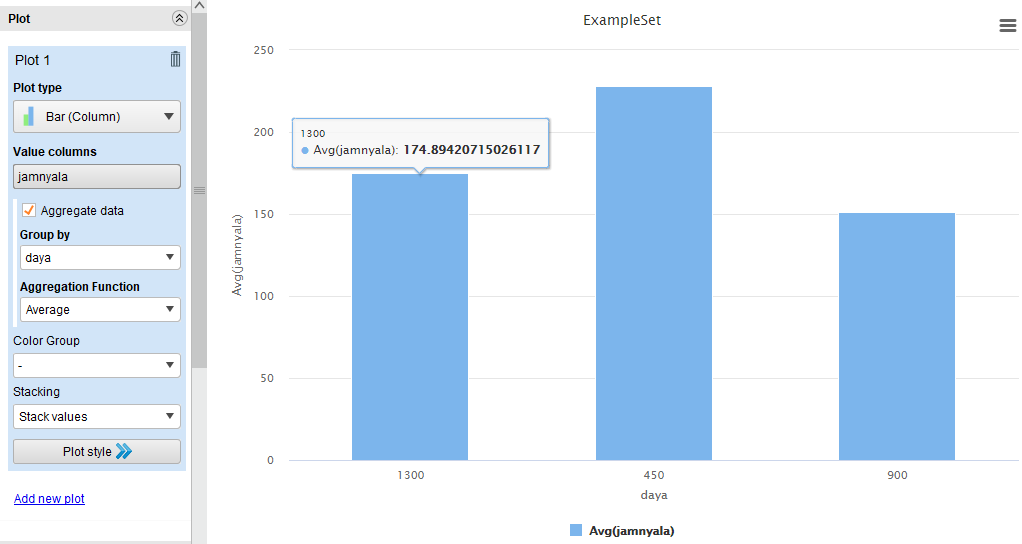 Plot
Plot 1
Plot type
Bar (Column)
Value columns
jamnyala
Aggregate data
Group by
daya
Aggregation Function
Average
Color Group
-
Stacking
Stack values
Plot style
Add new plot
ExampleSet
250
200
150
100
50
0
Avg(jamnyala)
1300
Avg(jamnyala): 174.89420715026117
1300 450 900
daya
Avg(jamnyala)